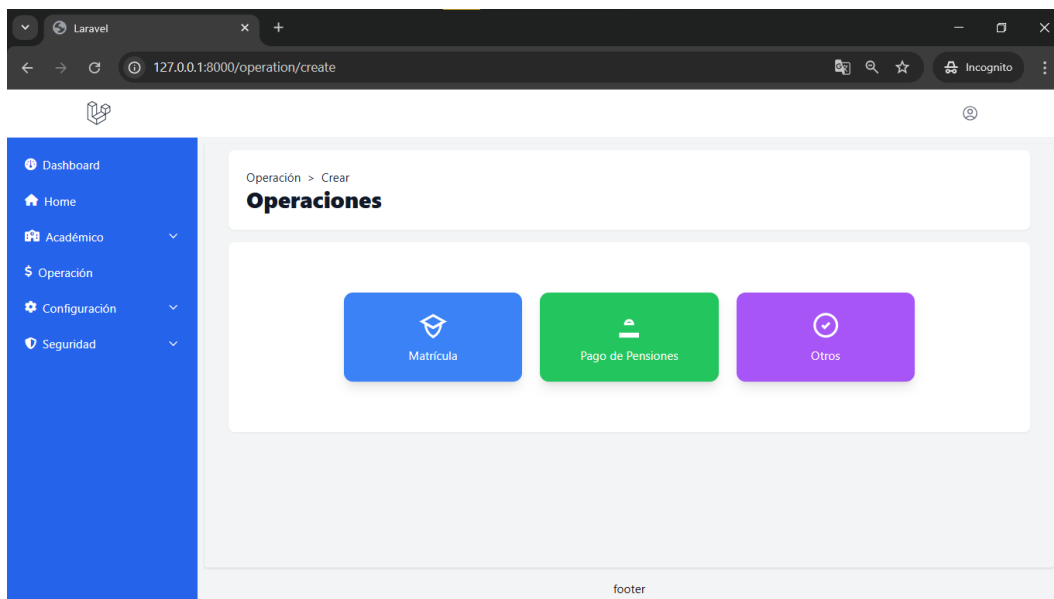 Laravel
127.0.0.1:8000/operation/create
Incognito
Dashboard
Home
Académico
$ Operación
Configuración
Seguridad
Operación > Crear
Operaciones
Matrícula
Pago de Pensiones
Otros
footer